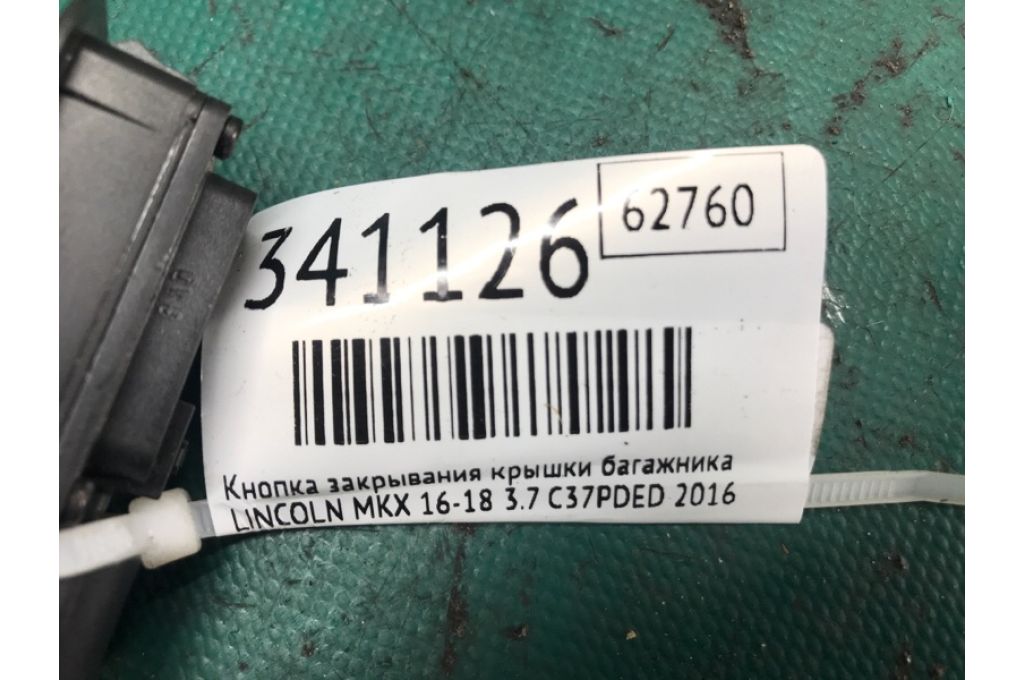 341126
62760
Кнопка закрывания крышки багажника
LINCOLN MKX 16-18 3.7 C37PDED 2016